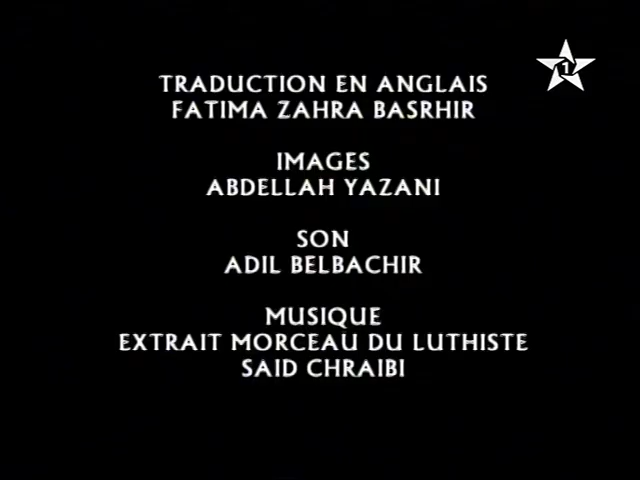 1
TRADUCTION EN ANGLAIS
FATIMA ZAHRA BASRHIR
IMAGES
ABDELLAH YAZANI
SON
ADIL BELBACHIR
MUSIQUE
EXTRAIT MORCEAU DU LUTHISTE
SAID CHRAIBI